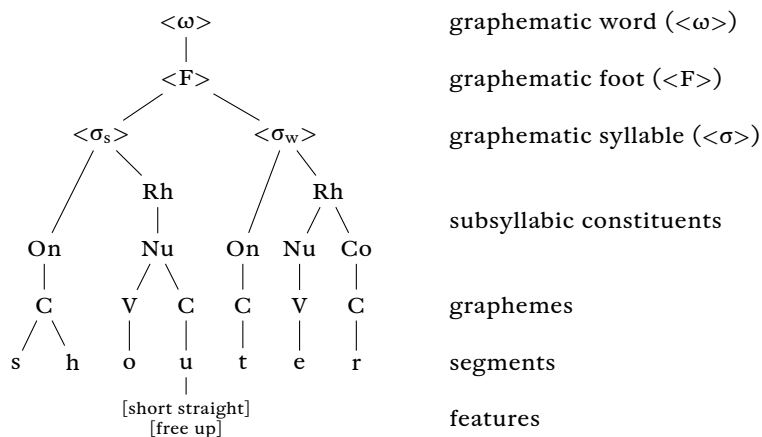 <ω> graphematic word (<ω>)
<F> graphematic foot (<F>)
<σs> <σw> graphematic syllable (<σ>)
Rh Rh
subsyllabic constituents
On Nu On Nu Co
C V C C V C graphemes
s h o u t e r segments
[short straight]
[free up] features